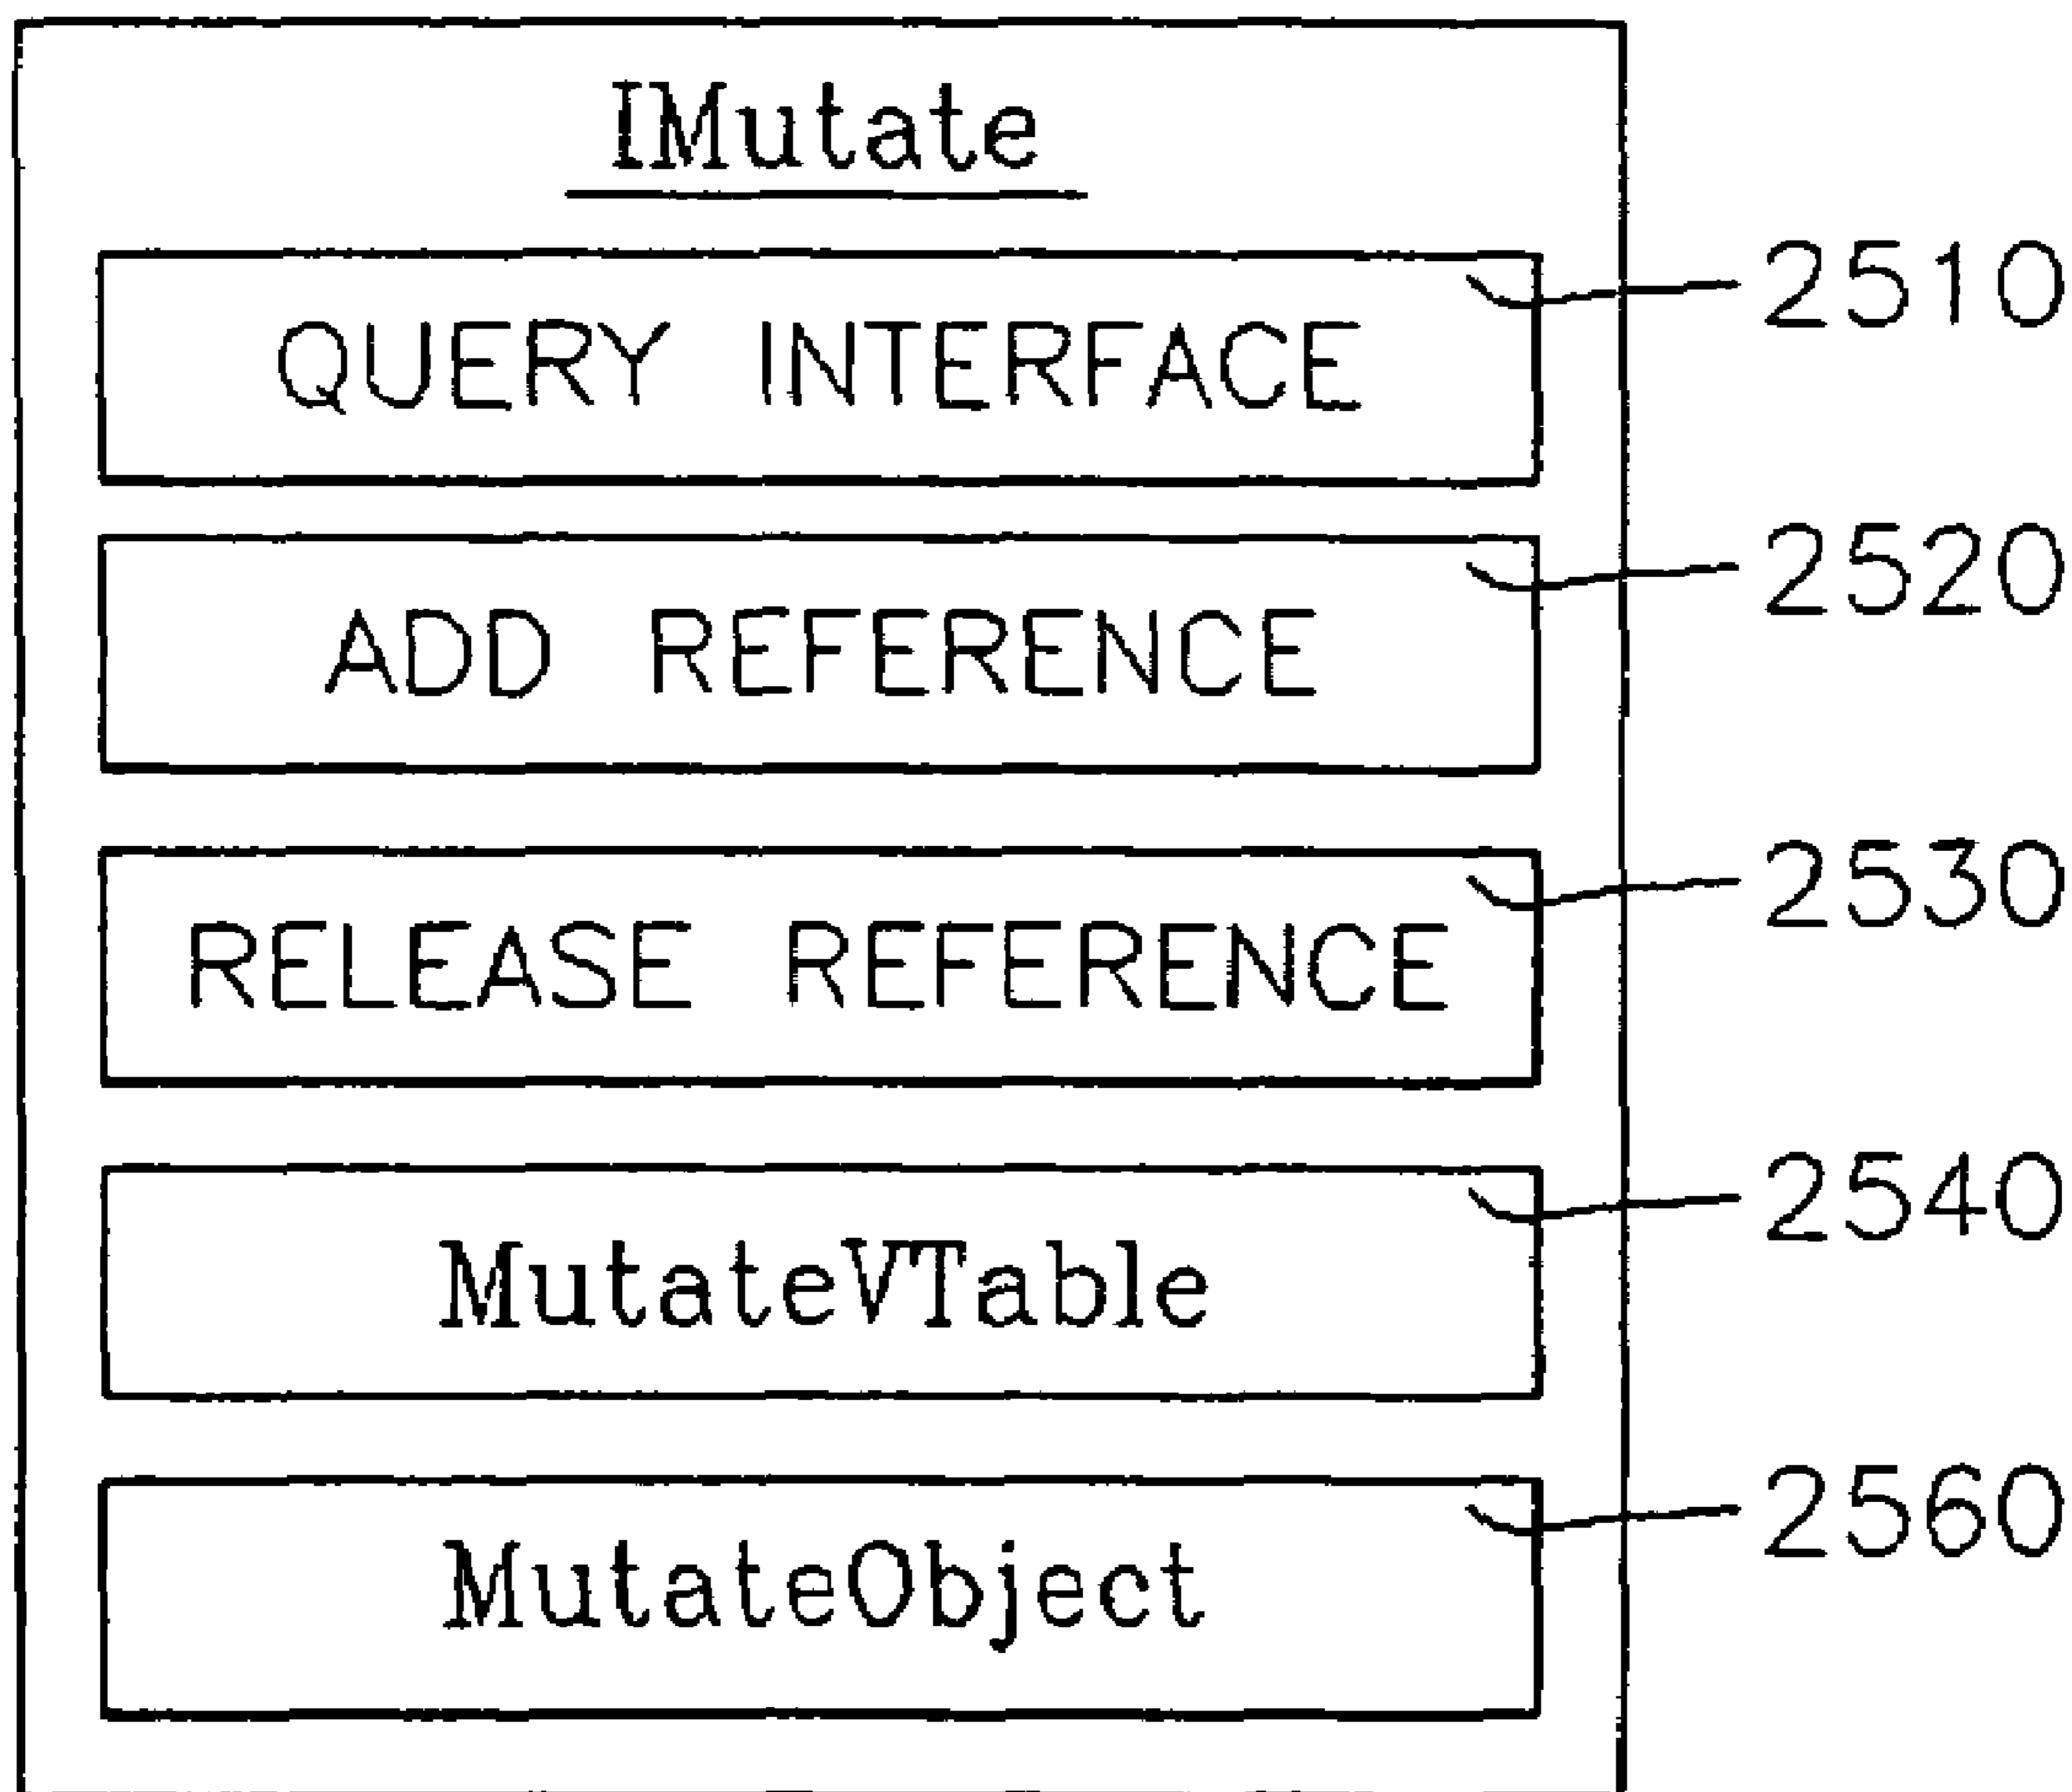 IMutate
QUERY INTERFACE
2510
ADD REFERENCE
2520
RELEASE REFERENCE
2530
MutateVTable
2540
MutateObject
2560